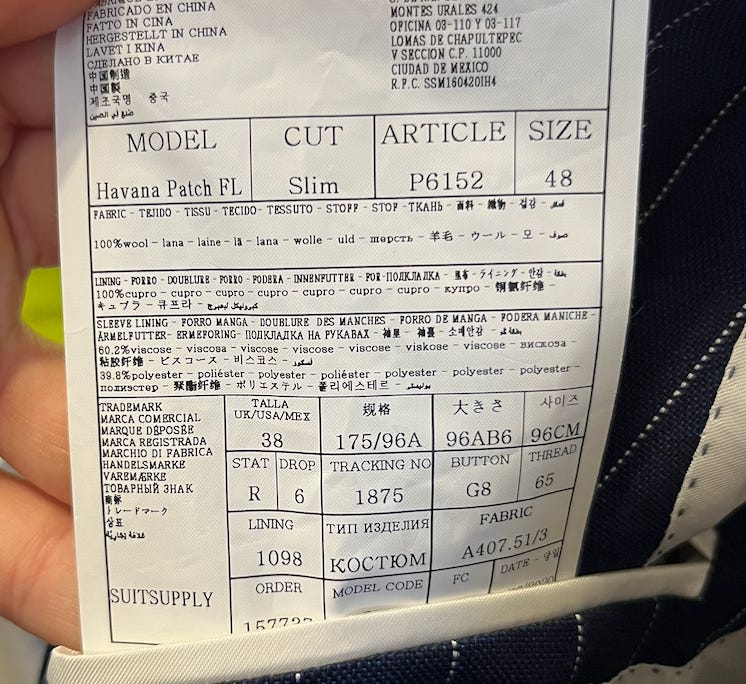 FABRICADO EN CHINA
FATTO IN CINA
HERGESTELLT IN CHINA
LAVET I KINA
СДЕЛАНО В КИТАЕ
中国制造
中国製
제조국명 중국
صنع في الصين
MONTES URALES 424
OFICINA 03-110 Y 03-117
LOMAS DE CHAPULTEPEC
V SECCION C.P. 11000
CIUDAD DE MEXICO
R.F.C. SSM160420IH4
MODEL CUT ARTICLE SIZE
Havana Patch FL Slim P6152 48
FABRIC - TEJIDO - TISSU - TECIDO- TESSUTO - STOFF - STOF -ТКАНЬ - 面料 - 織物 - 겉감 -
100%wool - lana - laine - lã - lana - wolle - uld - шерсть - 羊毛 - ウール - 모 - صوف
LINING - FORRO - DOUBLURE - FORRO - FODERA - INNENFUTTER - FOR-ПОДКЛАДКА - 里布 - ライニング - 안감 -
100%cupro - cupro - cupro - cupro - cupro - cupro - cupro - купро - 铜氨纤维 -
キュプラ - 큐프라 -
SLEEVE LINING - FORRO MANGA - DOUBLURE DES MANCHES - FORRO DE MANGA - FODERA MANICHE -
ÄRMELFUTTER- ERMEFORING- ПОДКЛАДКА НА РУКАВАХ - 袖里 - 袖裏 - 소매안감 -
60.2%viscose - viscosa - viscose - viscose - viscose - viskose - viscose - вискоза -
粘胶纤维 - ビスコース - 비스코스 -
39.8%polyester - poliéster - polyester - polyester - polyester - polyester - polyester -
полиэстер - 聚酯纤维 - ポリエステル - 폴리에스테르 - بوليستر
TRADEMARK
MARCA COMERCIAL
MARQUE DÉPOSÉE
MARCA REGISTRADA
MARCHIO DI FABRICA
HANDELSMARKE
VAREMÆRKE
ТОВАРНЫЙ ЗНАК
商标
トレードマーク
상표
علامة تجارية
SUITSUPPLY
TALLA 规格 大きさ 사이즈
UK/USA/MEX
38 175/96A 96AB6 96CM
STAT DROP TRACKING NO BUTTON THREAD
R 6 1875 G8 65
LINING ТИП ИЗДЕЛИЯ FABRIC
1098 КОСТЮМ A407.51/3
ORDER MODEL CODE FC DATE - 당일